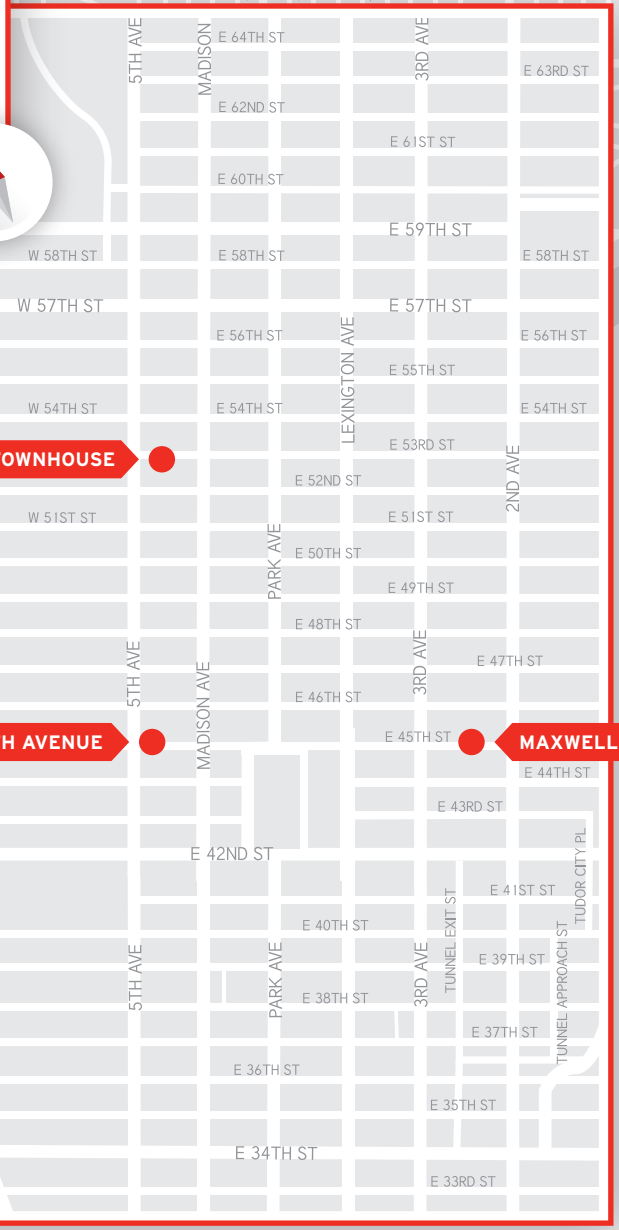 5TH AVE
MADISON
E 64TH ST
3RD AVE
E 63RD ST
E 62ND ST
E 61ST ST
E 60TH ST
E 59TH ST
W 58TH ST
E 58TH ST
E 58TH ST
W 57TH ST
E 57TH ST
E 56TH ST
LEXINGTON AVE
E 56TH ST
E 55TH ST
W 54TH ST
E 54TH ST
E 54TH ST
E 53RD ST
OWNHOUSE
2ND AVE
E 52ND ST
W 51ST ST
E 51ST ST
PARK AVE
E 50TH ST
E 49TH ST
E 48TH ST
5TH AVE
3RD AVE
E 47TH ST
MADISON AVE
E 46TH ST
H AVENUE
E 45TH ST
MAXWELL
E 44TH ST
E 43RD ST
E 42ND ST
TUDOR CITY PL
E 41ST ST
TUNNEL EXIT ST
E 40TH ST
5TH AVE
PARK AVE
3RD AVE
E 39TH ST
TUNNEL APPROACH ST
E 38TH ST
E 37TH ST
E 36TH ST
E 35TH ST
E 34TH ST
E 33RD ST